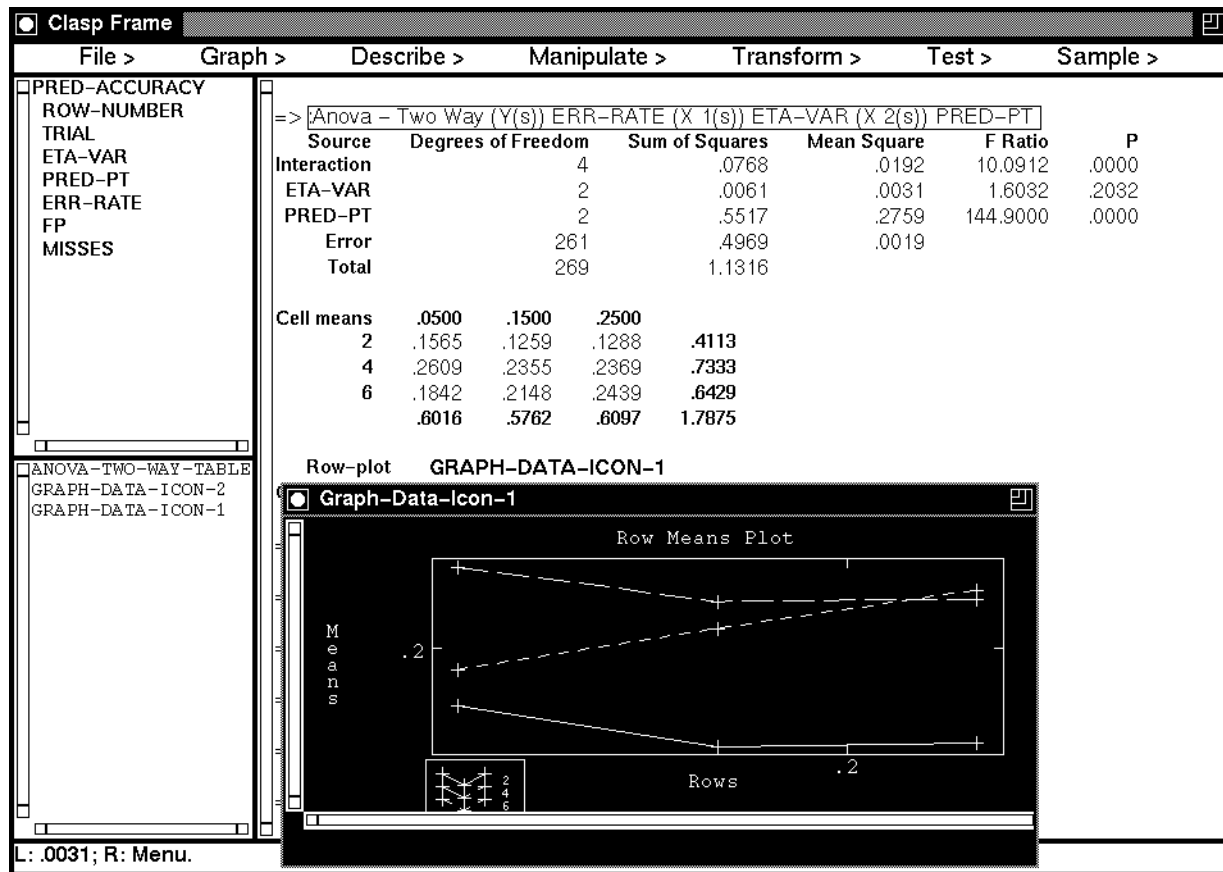 Clasp Frame
File > Graph > Describe > Manipulate > Transform > Test > Sample >
PRED-ACCURACY
ROW-NUMBER
TRIAL
ETA-VAR
PRED-PT
ERR-RATE
FP
MISSES
=> :Anova - Two Way (Y(s)) ERR-RATE (X 1(s)) ETA-VAR (X 2(s)) PRED-PT
Source Degrees of Freedom Sum of Squares Mean Square F Ratio P
Interaction 4 .0768 .0192 10.0912 .0000
ETA-VAR 2 .0061 .0031 1.6032 .2032
PRED-PT 2 .5517 .2759 144.9000 .0000
Error 261 .4969 .0019
Total 269 1.1316
Cell means .0500 .1500 .2500
2 .1565 .1259 .1288 .4113
4 .2609 .2355 .2369 .7333
6 .1842 .2148 .2439 .6429
.6016 .5762 .6097 1.7875
Row-plot GRAPH-DATA-ICON-1
ANOVA-TWO-WAY-TABLE
GRAPH-DATA-ICON-2
GRAPH-DATA-ICON-1
Graph-Data-Icon-1
Row Means Plot
Means
.2
.2
Rows
2
4
6
L: .0031; R: Menu.